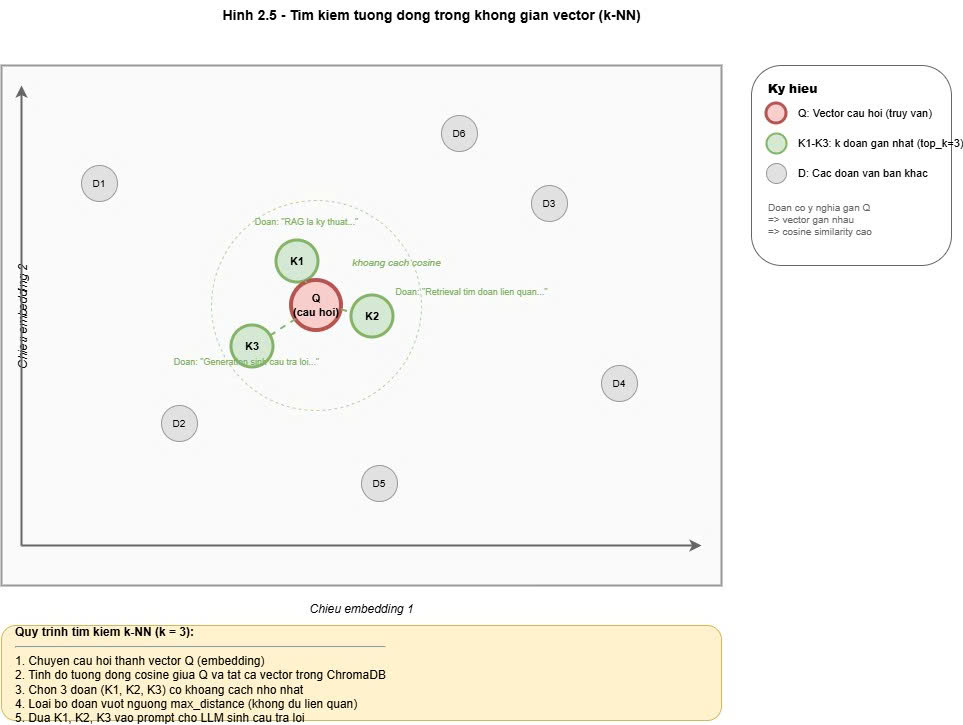 Hinh 2.5 - Tim kiem tuong dong trong khong gian vector (k-NN)
Ky hieu
Q: Vector cau hoi (truy van)
K1-K3: k doan gan nhat (top_k=3)
D: Cac doan van ban khac
Doan co y nghia gan Q
=> vector gan nhau
=> cosine similarity cao
D6
D1
D3
Doan: "RAG la ky thuat..."
K1
khoang cach cosine
Chieu embedding 2
Doan: "Retrieval tim doan lien quan..."
Q
(cau hoi)
K2
K3
Doan: "Generation sinh cau tra loi..."
D4
D2
D5
Chieu embedding 1
Quy trinh tim kiem k-NN (k = 3):
1. Chuyen cau hoi thanh vector Q (embedding)
2. Tinh do tuong dong cosine giua Q va tat ca vector trong ChromaDB
3. Chon 3 doan (K1, K2, K3) co khoang cach nho nhat
4. Loai bo doan vuot nguong max_distance (khong du lien quan)
5. Dua K1, K2, K3 vao prompt cho LLM sinh cau tra loi